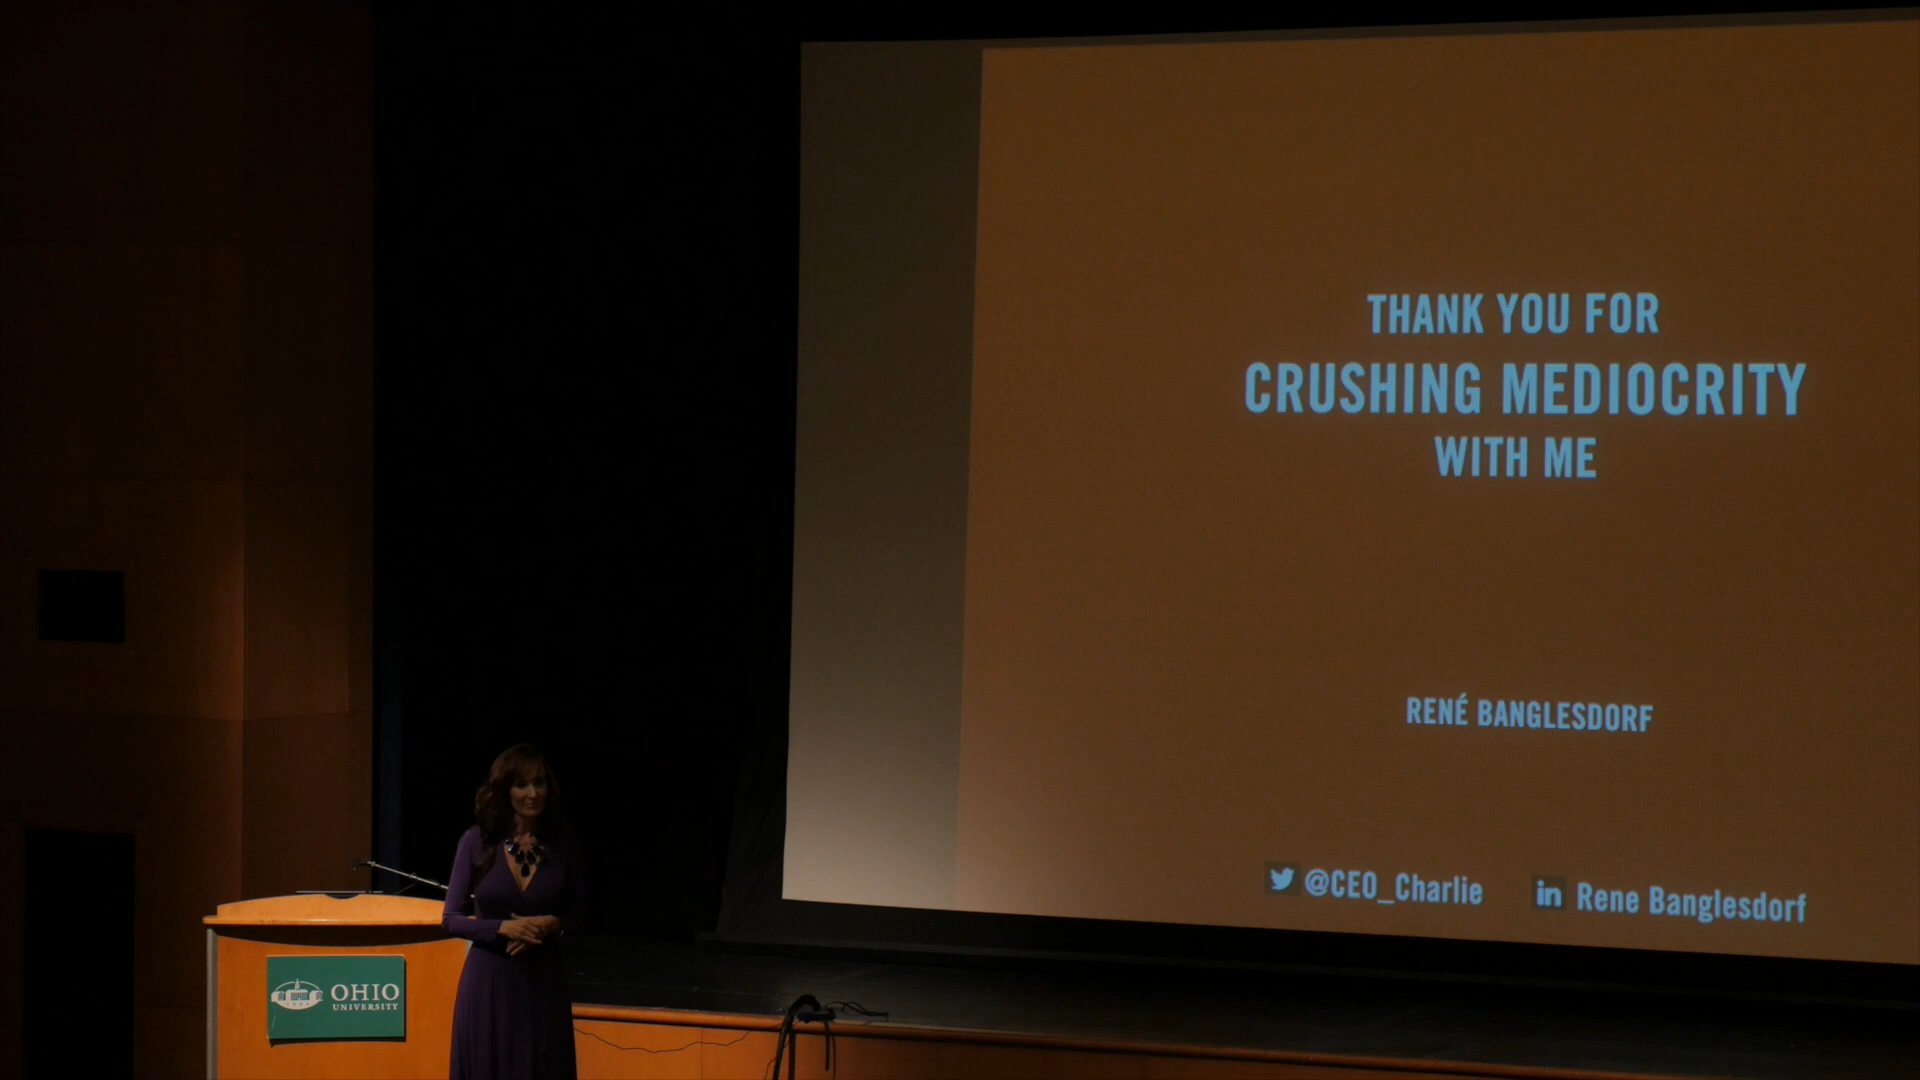 THANK YOU FOR
CRUSHING MEDIOCRITY
WITH ME
RENÉ BANGLESDORF
@CEO_Charlie
in Rene Banglesdorf
OHIO
UNIVERSITY